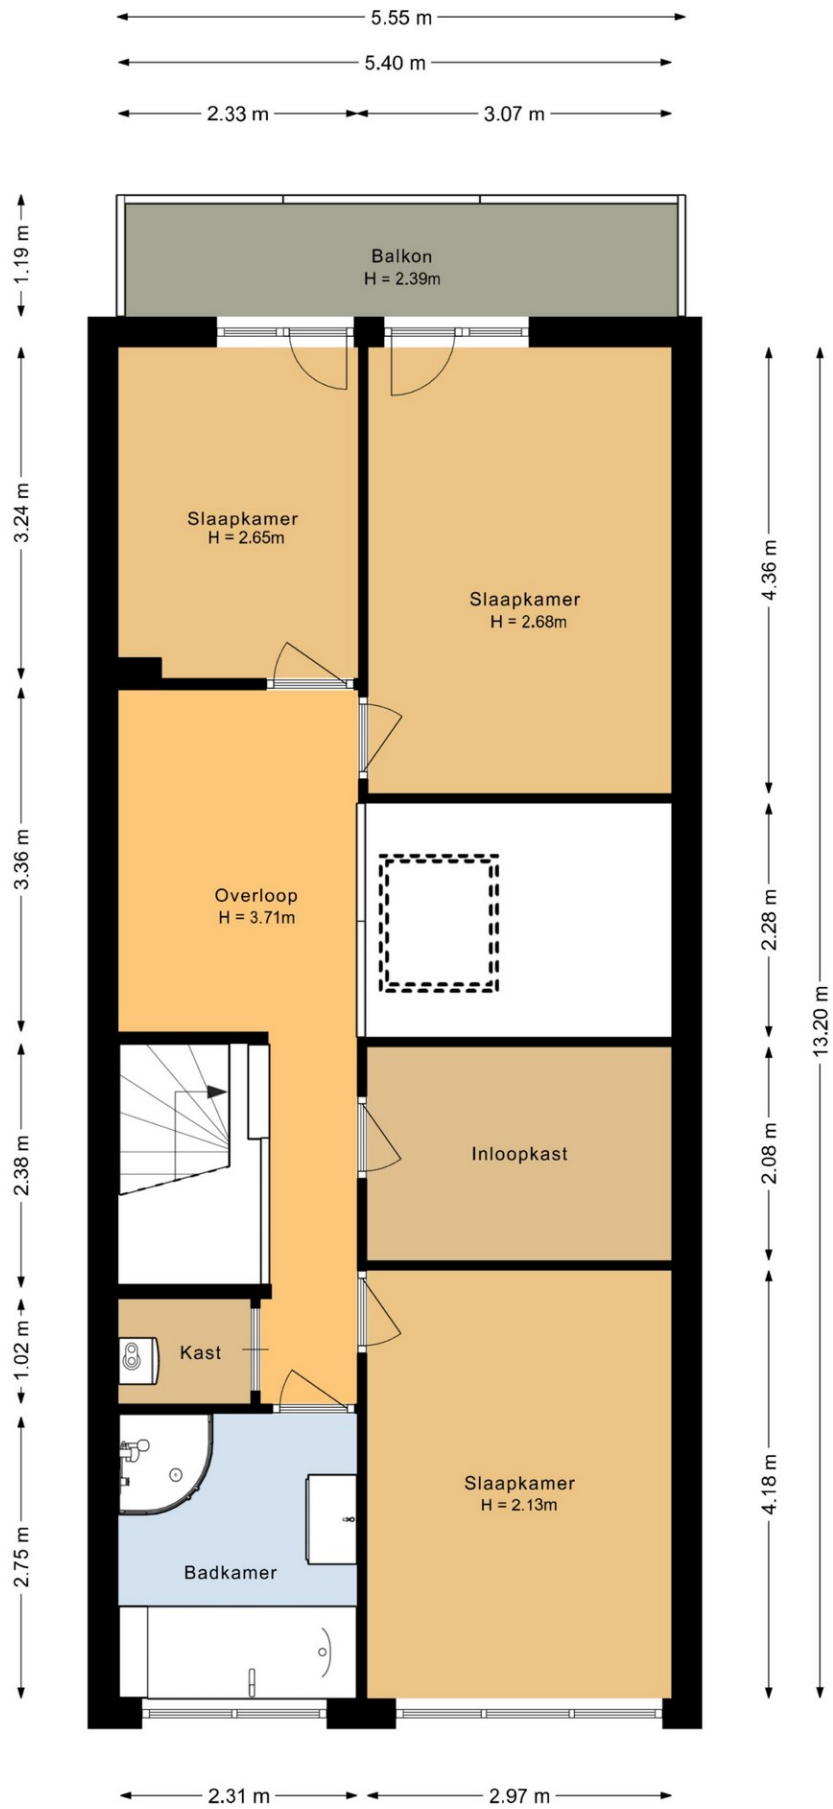 5.55 m
5.40 m
2.33 m
3.07 m
1.19 m
Balkon
H = 2.39m
3.24 m
Slaapkamer
H = 2.65m
Slaapkamer
H = 2.68m
4.36 m
3.36 m
Overloop
H = 3.71m
2.28 m
13.20 m
2.38 m
Inloopkast
2.08 m
1.02 m
Kast
Slaapkamer
H = 2.13m
4.18 m
2.75 m
Badkamer
2.31 m
2.97 m